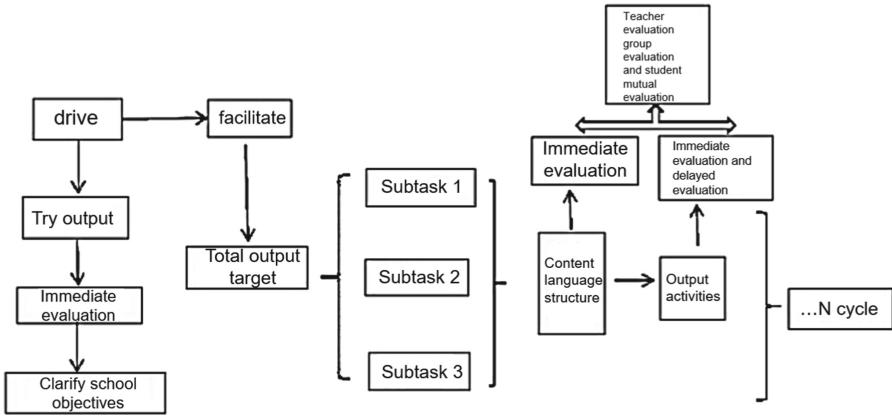 drive
Try output
Immediate
evaluation
Clarify school
objectives
facilitate
Total output
target
Subtask 1
Subtask 2
Subtask 3
Teacher
evaluation
group
evaluation
and student
mutual
evaluation
Immediate
evaluation
Immediate
evaluation and
delayed
evaluation
Content
language
structure
Output
activities
...N cycle